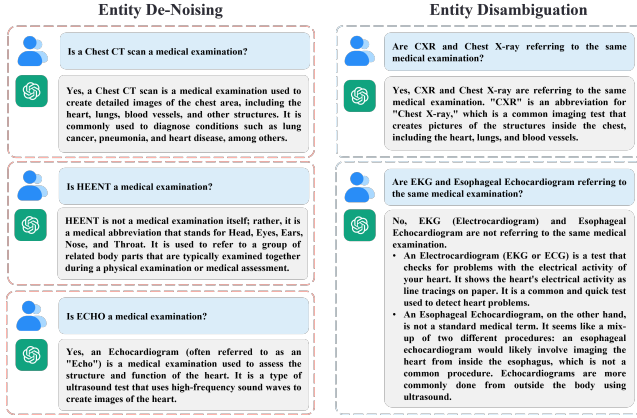 Entity De-Noising
Is a Chest CT scan a medical examination?
Yes, a Chest CT scan is a medical examination used to
create detailed images of the chest area, including the
heart, lungs, blood vessels, and other structures. It is
commonly used to diagnose conditions such as lung
cancer, pneumonia, and heart disease, among others.
Is HEENT a medical examination?
HEENT is not a medical examination itself; rather, it is
a medical abbreviation that stands for Head, Eyes, Ears,
Nose, and Throat. It is used to refer to a group of
related body parts that are typically examined together
during a physical examination or medical assessment.
Is ECHO a medical examination?
Yes, an Echocardiogram (often referred to as an
"Echo") is a medical examination used to assess the
structure and function of the heart. It is a type of
ultrasound test that uses high-frequency sound waves to
create images of the heart.
Entity Disambiguation
Are CXR and Chest X-ray referring to the same
medical examination?
Yes, CXR and Chest X-ray are referring to the same
medical examination. "CXR" is an abbreviation for
"Chest X-ray," which is a common imaging test that
creates pictures of the structures inside the chest,
including the heart, lungs, and blood vessels.
Are EKG and Esophageal Echocardiogram referring to
the same medical examination?
No, EKG (Electrocardiogram) and Esophageal
Echocardiogram are not referring to the same medical
examination.
• An Electrocardiogram (EKG or ECG) is a test that
checks for problems with the electrical activity of
your heart. It shows the heart's electrical activity as
line tracings on paper. It is a common and quick test
used to detect heart problems.
• An Esophageal Echocardiogram, on the other hand,
is not a standard medical term. It seems like a mix-
up of two different procedures: an esophageal
echocardiogram would likely involve imaging the
heart from inside the esophagus, which is not a
common procedure. Echocardiograms are more
commonly done from outside the body using
ultrasound.